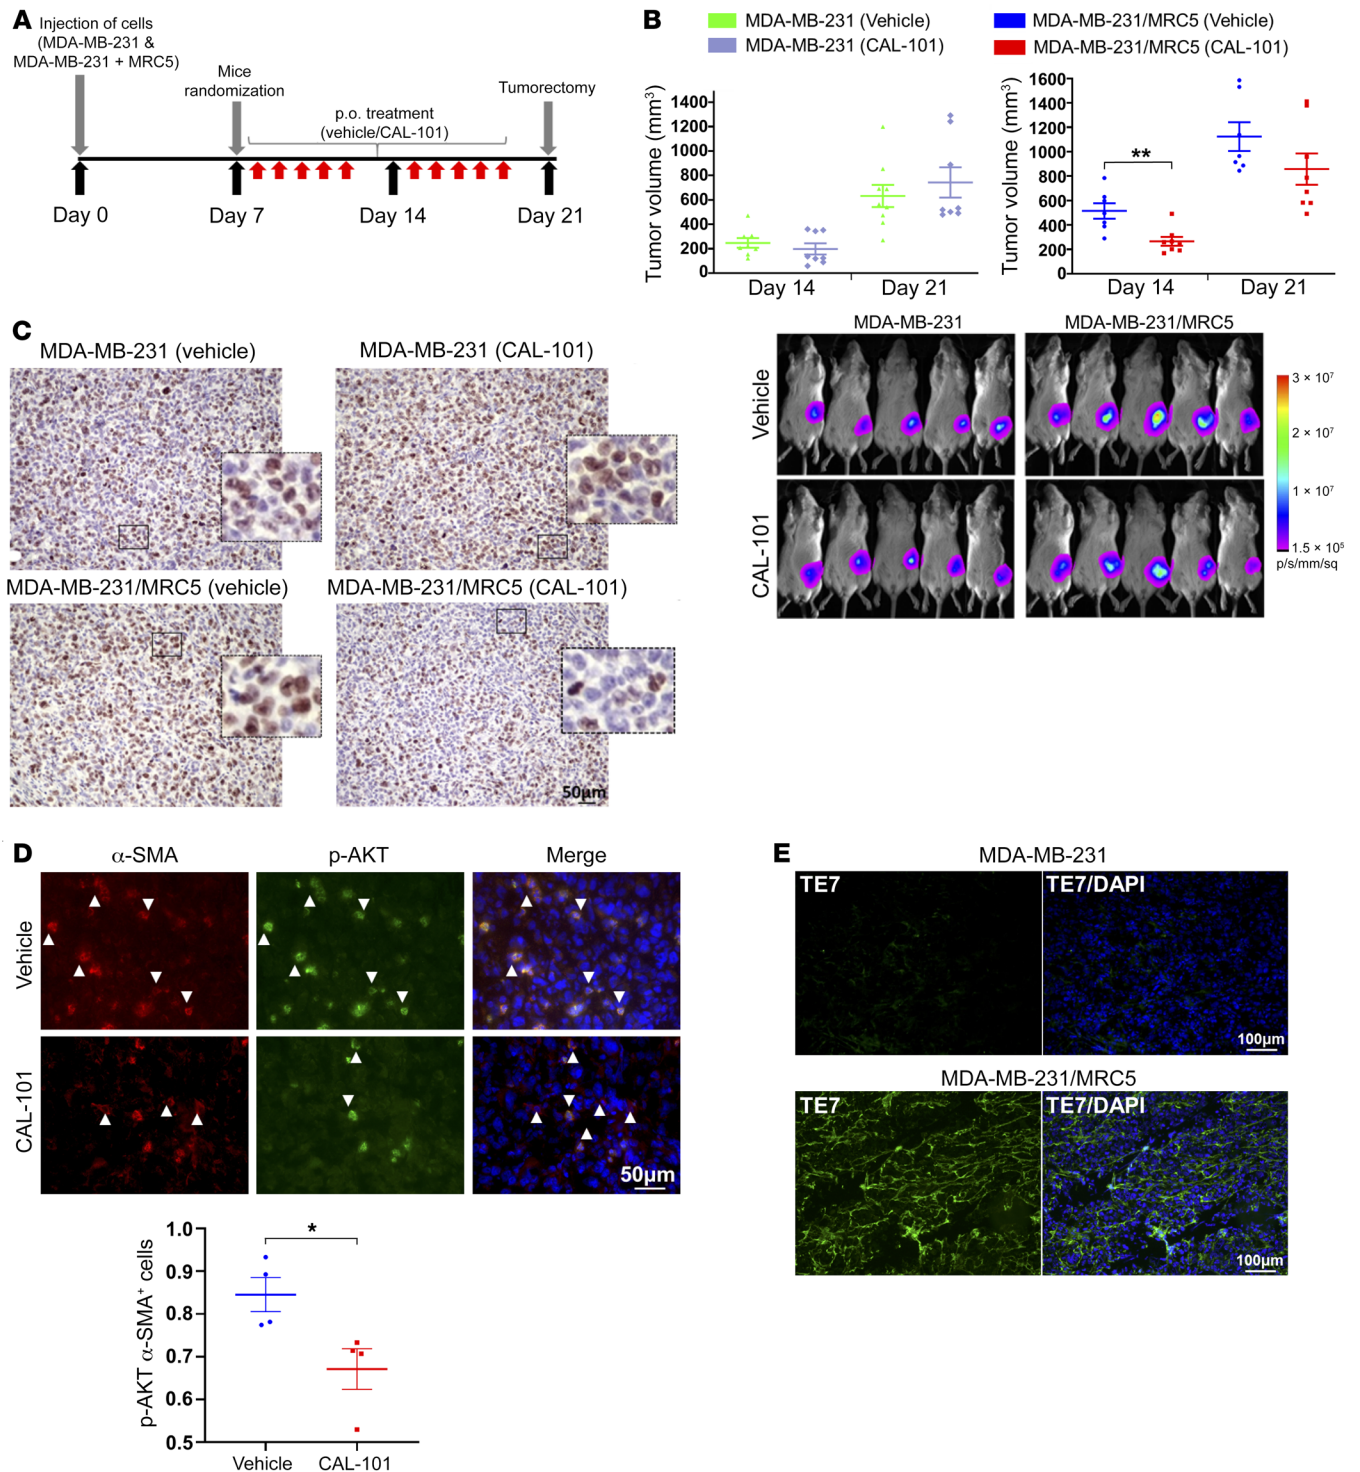 A
Injection of cells
(MDA-MB-231 &
MDA-MB-231 + MRC5)
Mice
randomization
p.o. treatment
(vehicle/CAL-101)
Tumorectomy
Day 0
Day 7
Day 14
Day 21
B
MDA-MB-231 (Vehicle)
MDA-MB-231 (CAL-101)
MDA-MB-231/MRC5 (Vehicle)
MDA-MB-231/MRC5 (CAL-101)
Tumor volume (mm³)
1400
1200
1000
800
600
400
200
0
Day 14
Day 21
Tumor volume (mm³)
1600
1400
1200
1000
800
600
400
200
0
**
Day 14
Day 21
MDA-MB-231
MDA-MB-231/MRC5
Vehicle
CAL-101
3 × 10⁷
2 × 10⁷
1 × 10⁷
1.5 × 10⁵
p/s/mm/sq
C
MDA-MB-231 (vehicle)
MDA-MB-231 (CAL-101)
MDA-MB-231/MRC5 (vehicle)
MDA-MB-231/MRC5 (CAL-101)
50µm
D
α-SMA
p-AKT
Merge
Vehicle
CAL-101
50µm
p-AKT α-SMA⁺ cells
1.0
0.9
0.8
0.7
0.6
0.5
*
Vehicle
CAL-101
E
MDA-MB-231
TE7
TE7/DAPI
100µm
MDA-MB-231/MRC5
TE7
TE7/DAPI
100µm